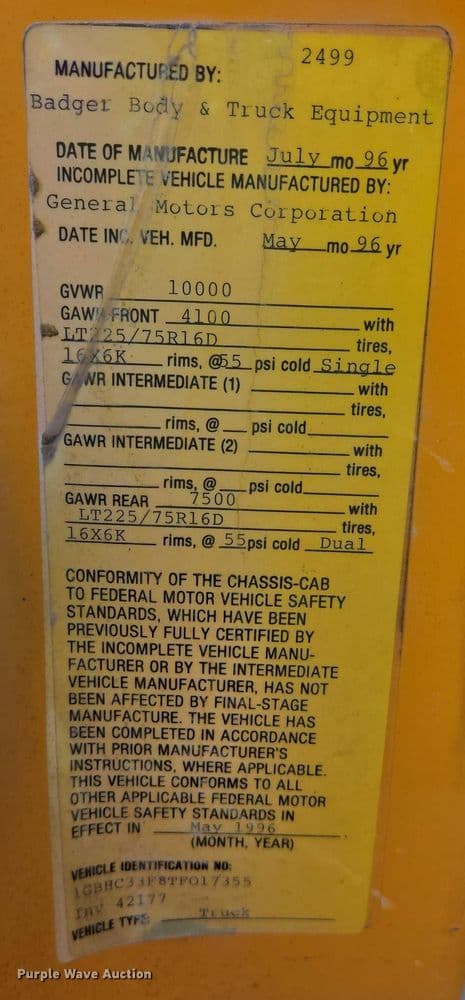 2499
MANUFACTURED BY:
Badger Body & Truck Equipment
DATE OF MANUFACTURE July mo 96 yr
INCOMPLETE VEHICLE MANUFACTURED BY:
General Motors Corporation
DATE INC. VEH. MFD. May mo 96 yr
GVWR 10000
GAWR FRONT 4100 with
LT225/75R16D tires,
16X6K rims, @ 55 psi cold Single
GAWR INTERMEDIATE (1) with
tires,
rims, @ psi cold
GAWR INTERMEDIATE (2) with
tires,
rims, @ psi cold
GAWR REAR 7500 with
LT225/75R16D tires,
16X6K rims, @ 55 psi cold Dual
CONFORMITY OF THE CHASSIS-CAB
TO FEDERAL MOTOR VEHICLE SAFETY
STANDARDS, WHICH HAVE BEEN
PREVIOUSLY FULLY CERTIFIED BY
THE INCOMPLETE VEHICLE MANU-
FACTURER OR BY THE INTERMEDIATE
VEHICLE MANUFACTURER, HAS NOT
BEEN AFFECTED BY FINAL-STAGE
MANUFACTURE. THE VEHICLE HAS
BEEN COMPLETED IN ACCORDANCE
WITH PRIOR MANUFACTURER'S
INSTRUCTIONS, WHERE APPLICABLE.
THIS VEHICLE CONFORMS TO ALL
OTHER APPLICABLE FEDERAL MOTOR
VEHICLE SAFETY STANDARDS IN
EFFECT IN May 1996
(MONTH, YEAR)
VEHICLE IDENTIFICATION NO:
1GBHC33F8TF017355
Inv 42177
VEHICLE TYPE Truck
Purple Wave Auction